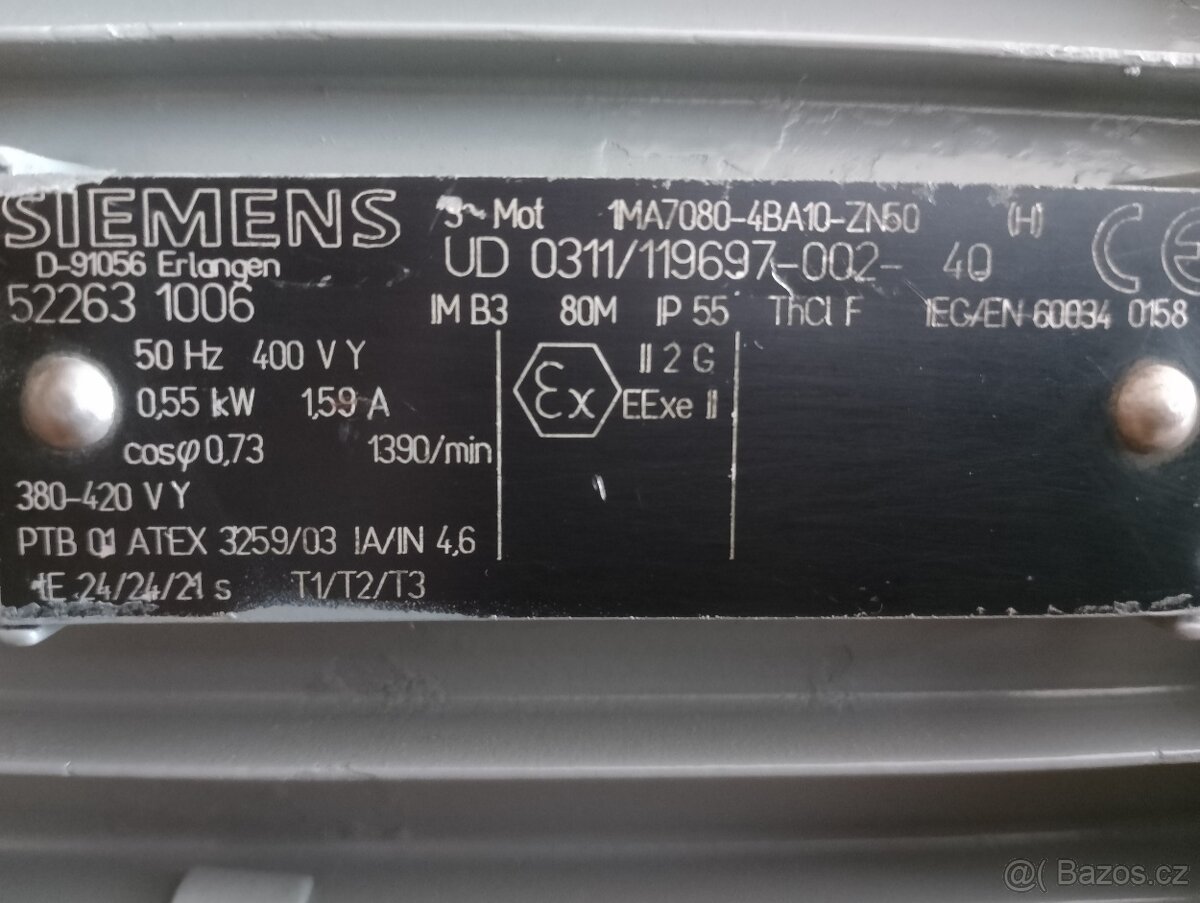 SIEMENS 3~ Mot 1MA7080-4BA10-ZN50 (H) CE
D-91056 Erlangen UD 0311/119697-002- 40
52263 1006 IM B3 80M IP 55 ThCl F IEC/EN 60034 0158
50 Hz 400 V Y
0,55 kW 1,59 A
cosφ 0,73 1390/min
380-420 V Y
PTB 01 ATEX 3259/03 IA/IN 4,6
tE 24/24/21 s T1/T2/T3
Ex II 2 G
EExe II
@( Bazos.cz